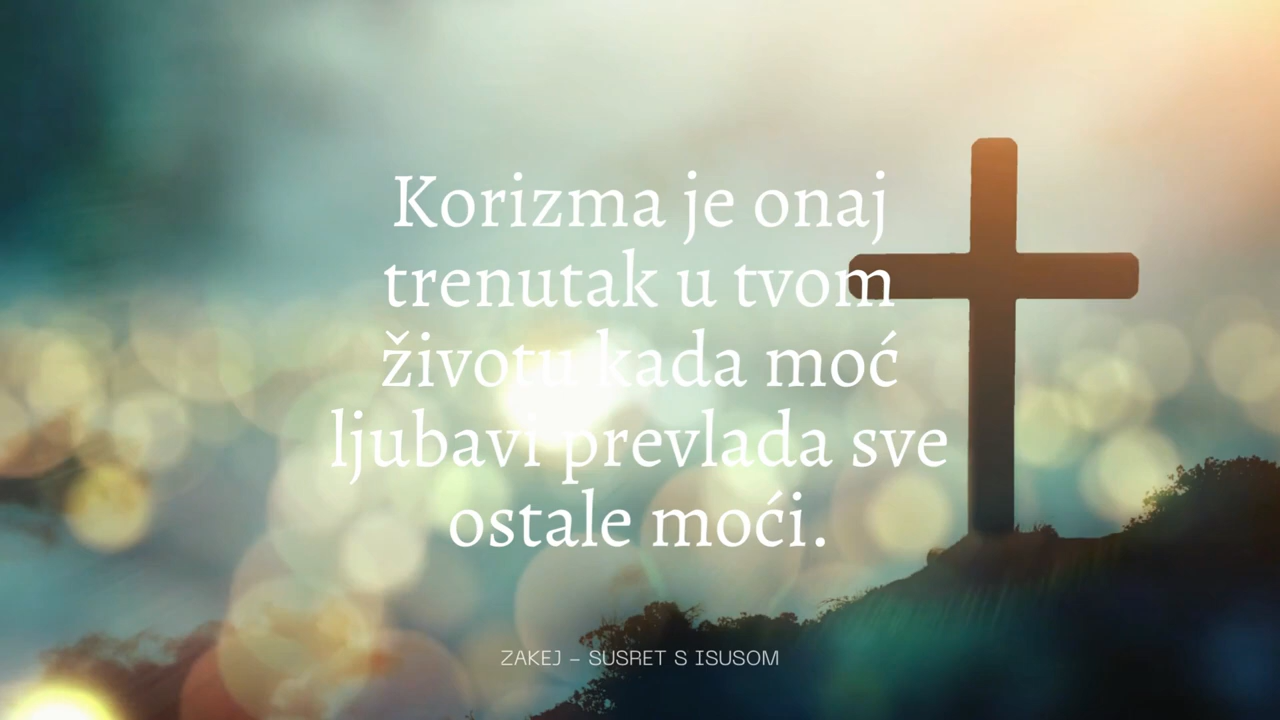 Korizma je onaj
trenutak u tvom
životu kada moć
ljubavi prevlada sve
ostale moći.
ZAKEJ – SUSRET S ISUSOM